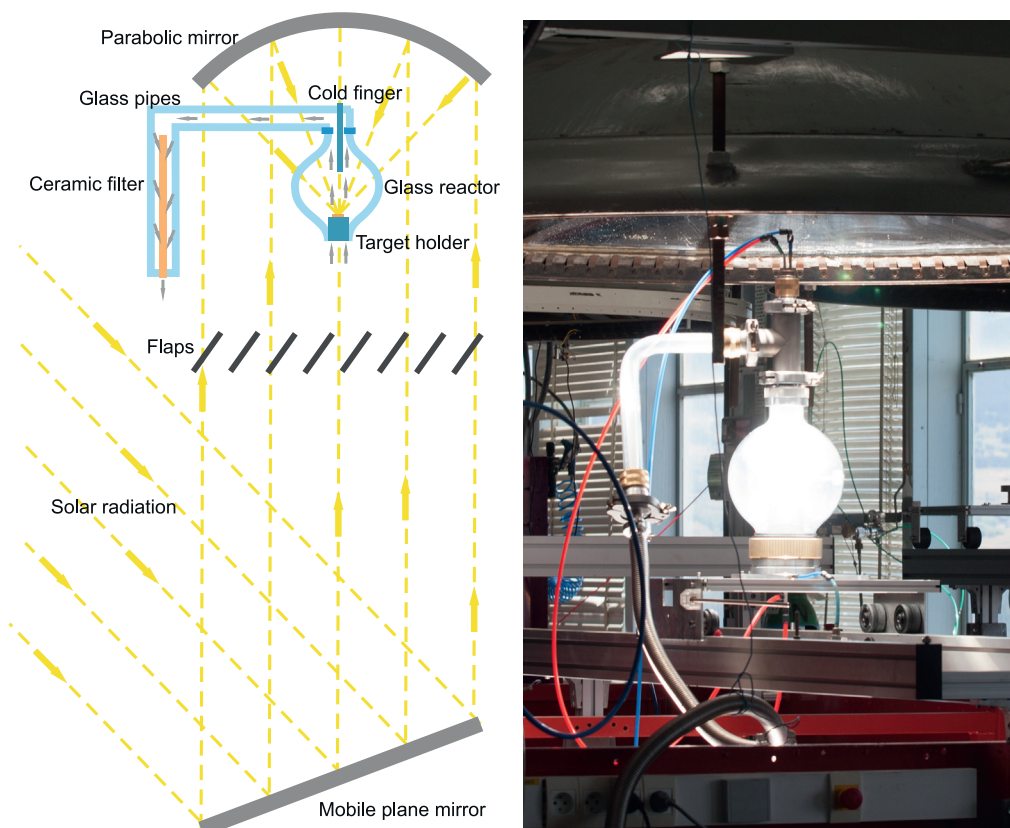 Parabolic mirror
Glass pipes
Cold finger
Ceramic filter
Glass reactor
Target holder
Flaps
Solar radiation
Mobile plane mirror